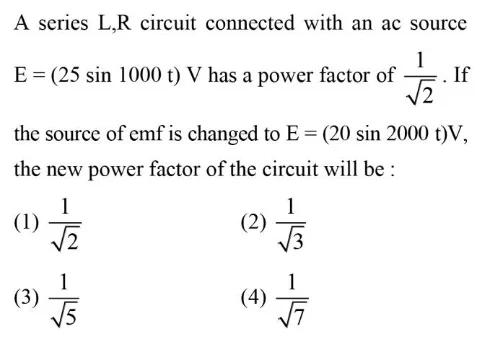 A series L,R circuit connected with an ac source
E = (25 sin 1000 t) V has a power factor of 1/√2 . If
the source of emf is changed to E = (20 sin 2000 t)V,
the new power factor of the circuit will be :
(1) 1/√2 (2) 1/√3
(3) 1/√5 (4) 1/√7